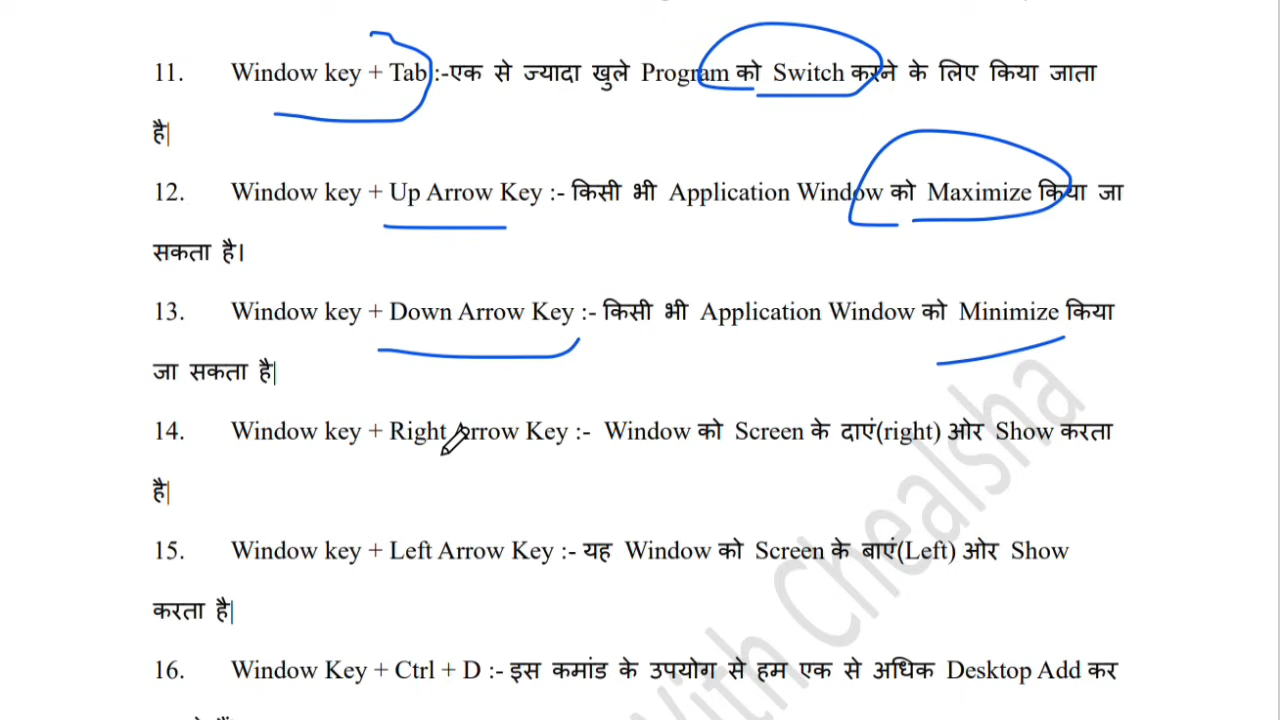 11. Window key + Tab :-एक से ज्यादा खुले Program को Switch करने के लिए किया जाता
है|
12. Window key + Up Arrow Key :- किसी भी Application Window को Maximize किया जा
सकता है।
13. Window key + Down Arrow Key :- किसी भी Application Window को Minimize किया
जा सकता है|
14. Window key + Right Arrow Key :- Window को Screen के दाएं(right) ओर Show करता
है|
15. Window key + Left Arrow Key :- यह Window को Screen के बाएं(Left) ओर Show
करता है|
16. Window Key + Ctrl + D :- इस कमांड के उपयोग से हम एक से अधिक Desktop Add कर
With Chealsha